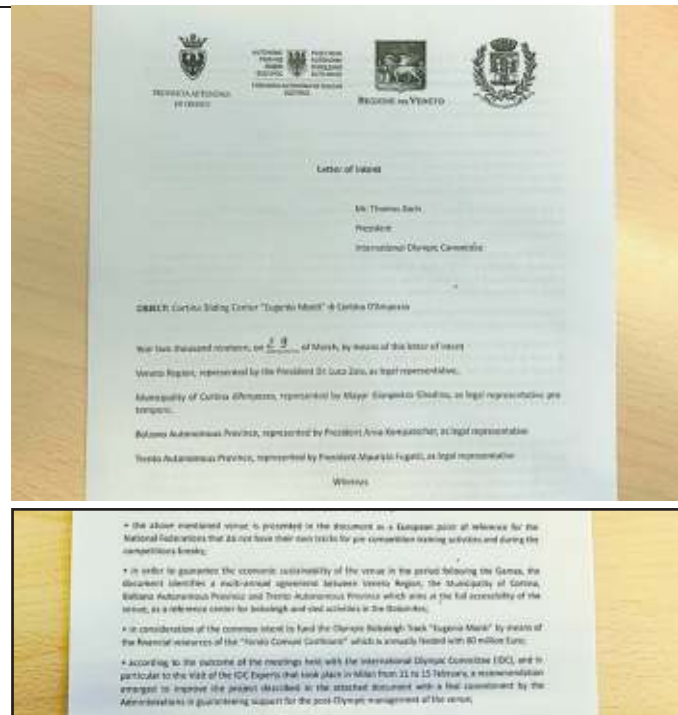 PROVINCIA AUTONOMA
DI TRENTO
REGIONE DEL VENETO
Letter of Intent
Mr. Thomas Bach
President
International Olympic Committee
OBJECT: Cortina Sliding Center "Eugenio Monti" di Cortina D'Ampezzo
Year two thousand nineteen, on of March, by means of this letter of intent
Veneto Region, represented by the President Dr. Luca Zaia, as legal representative,
Municipality of Cortina d'Ampezzo, represented by Mayor Gianpietro Ghedina, as legal representative pro
tempore,
Bolzano Autonomous Province, represented by President Arno Kompatscher, as legal representative
Trento Autonomous Province, represented by President Maurizio Fugatti, as legal representative
Whereas
• the above mentioned venue is presented in the document as a European point of reference for the
National Federations that do not have their own tracks for pre competition training activities and during the
competitions breaks;
• in order to guarantee the economic sustainability of the venue in the period following the Games, the
document identifies a multi-annual agreement between Veneto Region, the Municipality of Cortina,
Bolzano Autonomous Province and Trento Autonomous Province which aims at the full accessibility of the
venue, as a reference center for bobsleigh and sled activities in the Dolomites;
• in consideration of the common intent to fund the Olympic Bobsleigh Track "Eugenio Monti" by means of
the financial resources of the "Fondo Comuni Confinanti" which is annually funded with 80 million Euro;
• according to the outcome of the meetings held with the International Olympic Committee (IOC), and in
particular to the visit of the IOC Experts that took place in Milan from 11 to 15 February, a recommendation
emerged to improve the project described in the attached document with a final commitment by the
Administrations in guaranteeing support for the post-Olympic management of the venue;